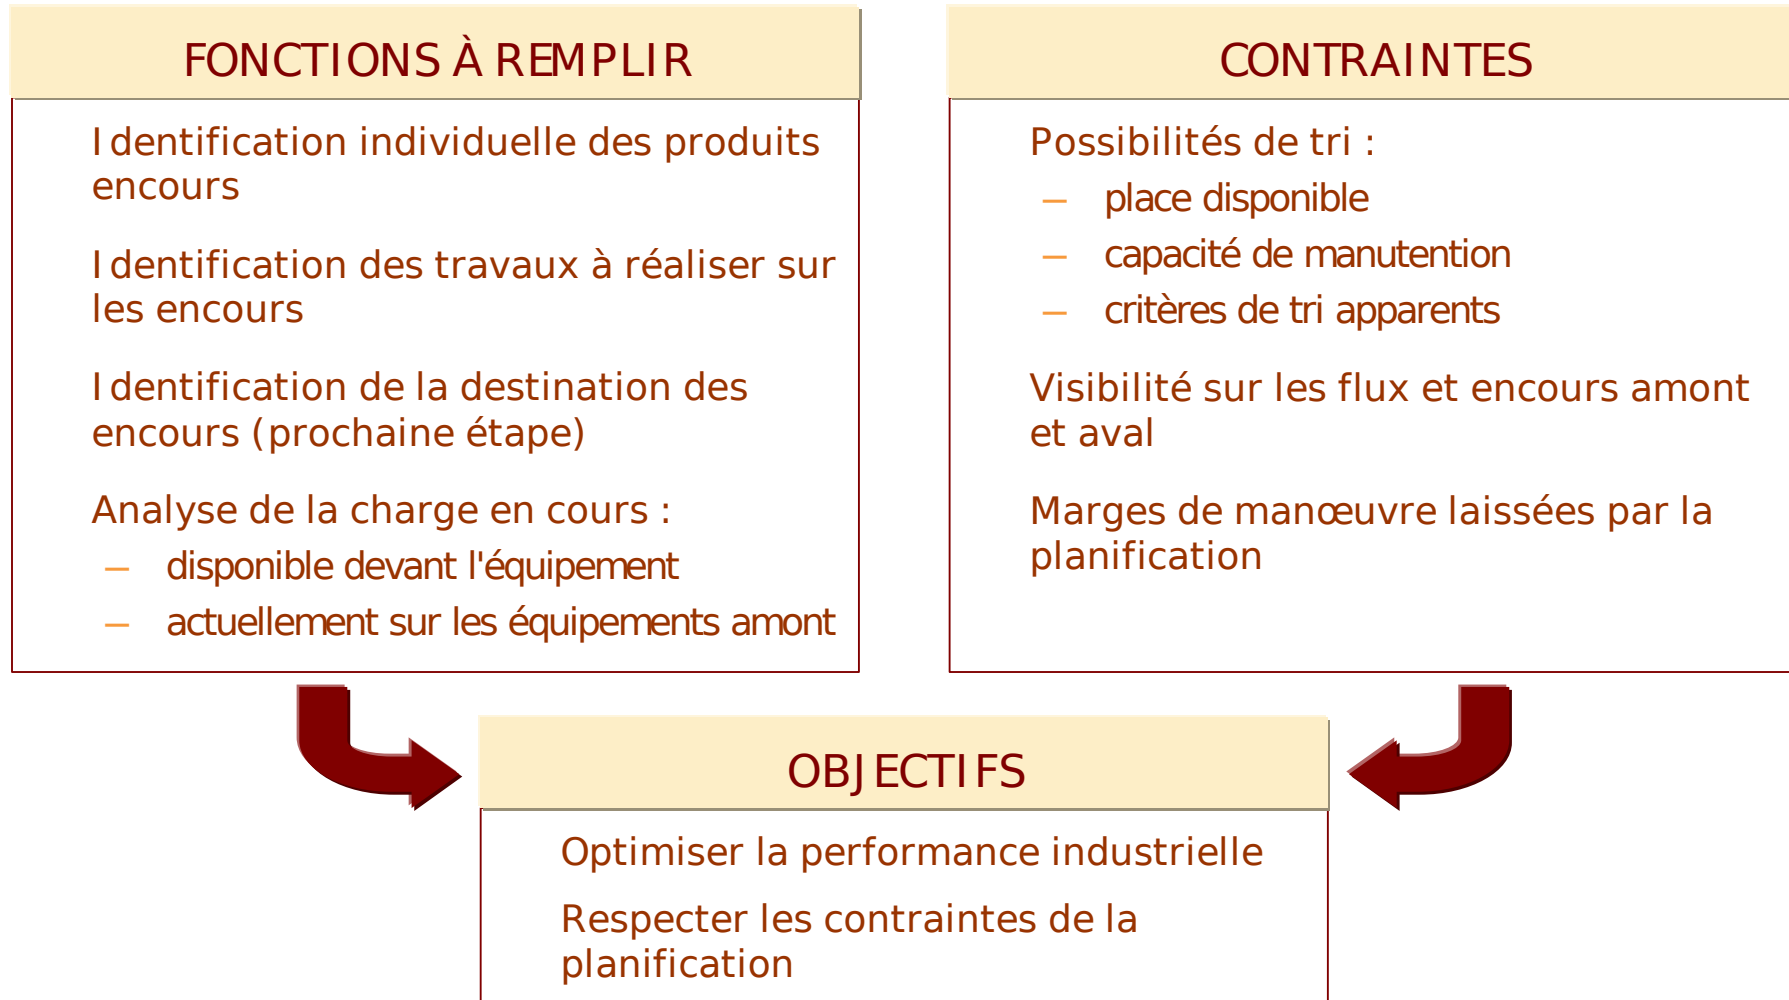 FONCTIONS À REMPLIR
Identification individuelle des produits
encours
Identification des travaux à réaliser sur
les encours
Identification de la destination des
encours (prochaine étape)
Analyse de la charge en cours :
– disponible devant l'équipement
– actuellement sur les équipements amont
CONTRAINTES
Possibilités de tri :
– place disponible
– capacité de manutention
– critères de tri apparents
Visibilité sur les flux et encours amont
et aval
Marges de manœuvre laissées par la
planification
OBJECTIFS
Optimiser la performance industrielle
Respecter les contraintes de la
planification